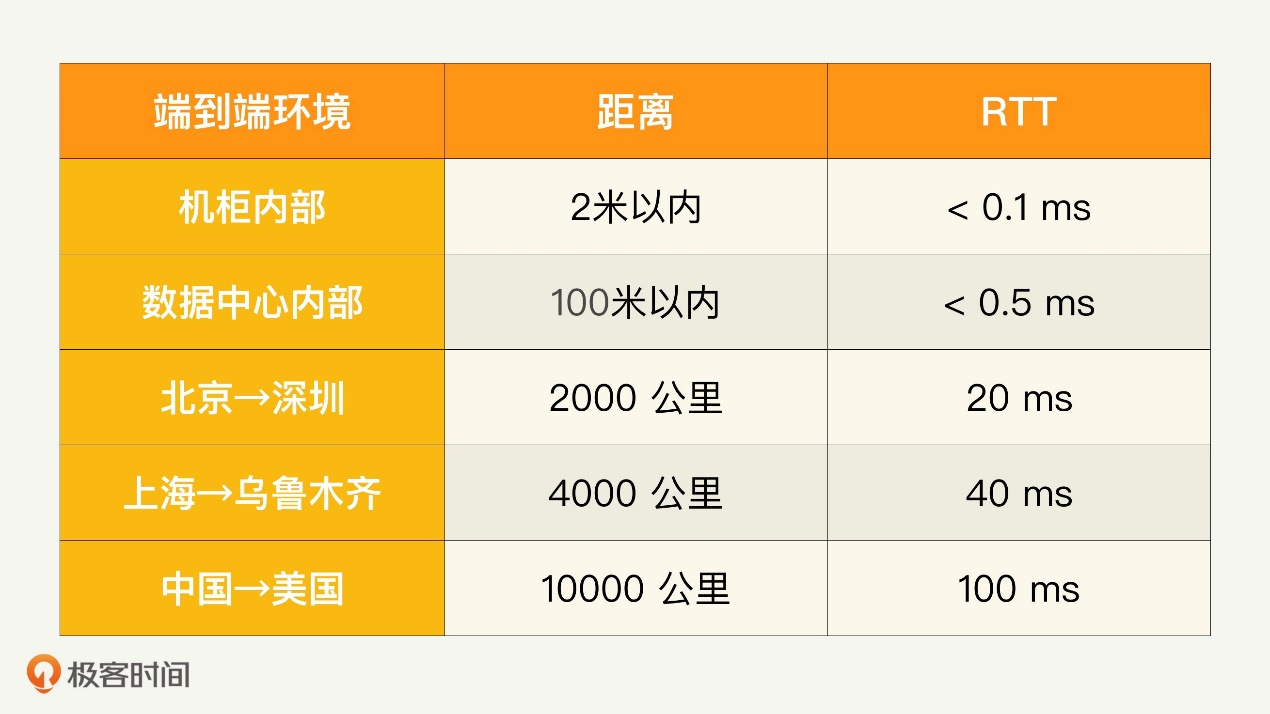 端到端环境 距离 RTT
机柜内部 2米以内 < 0.1 ms
数据中心内部 100米以内 < 0.5 ms
北京→深圳 2000 公里 20 ms
上海→乌鲁木齐 4000 公里 40 ms
中国→美国 10000 公里 100 ms
极客时间